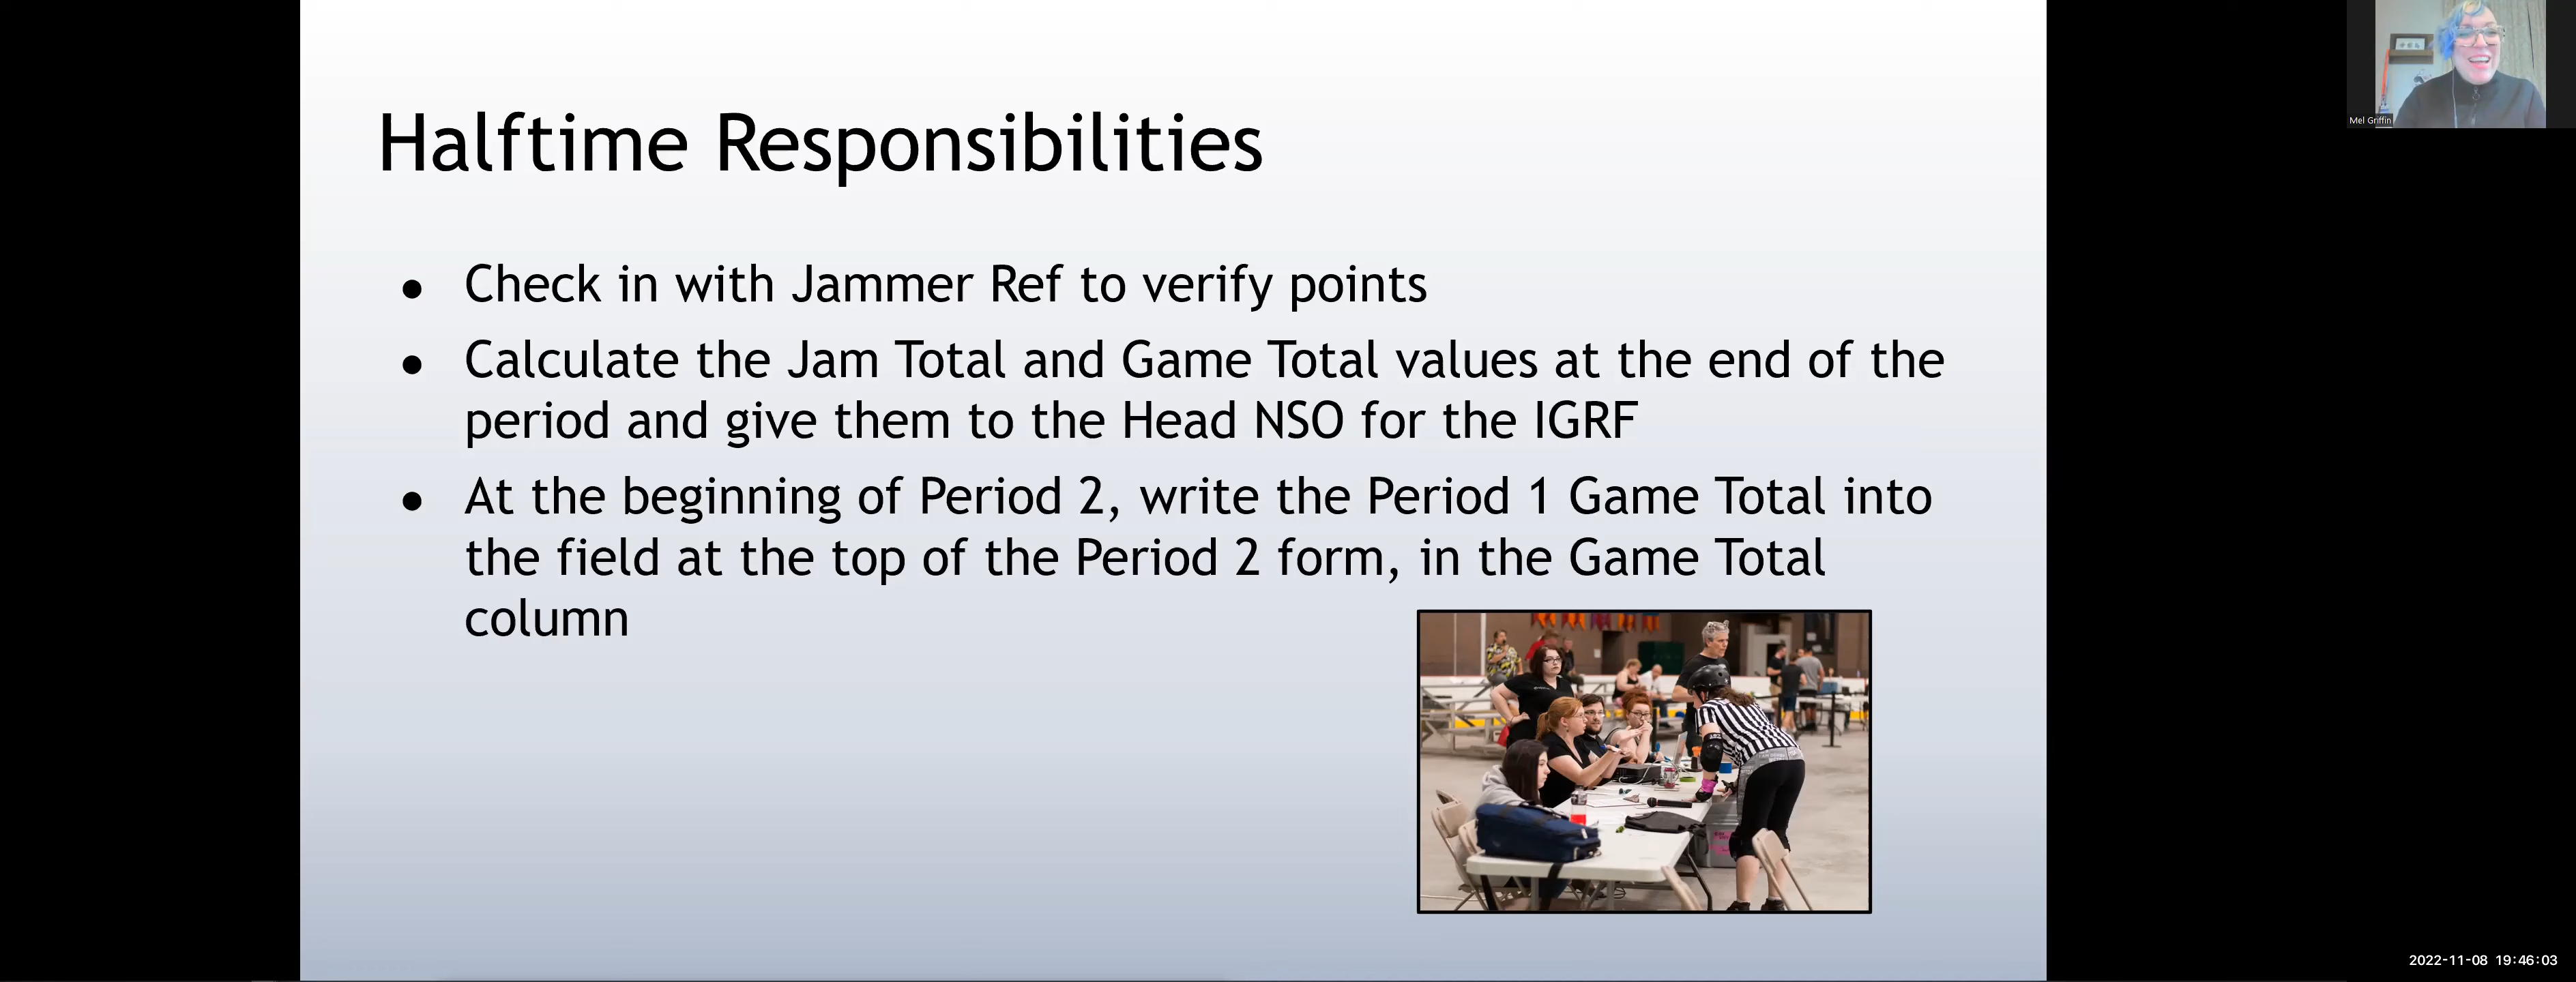 Halftime Responsibilities
● Check in with Jammer Ref to verify points
● Calculate the Jam Total and Game Total values at the end of the
period and give them to the Head NSO for the IGRF
● At the beginning of Period 2, write the Period 1 Game Total into
the field at the top of the Period 2 form, in the Game Total
column
Mel Griffin
2022-11-08 19:46:03